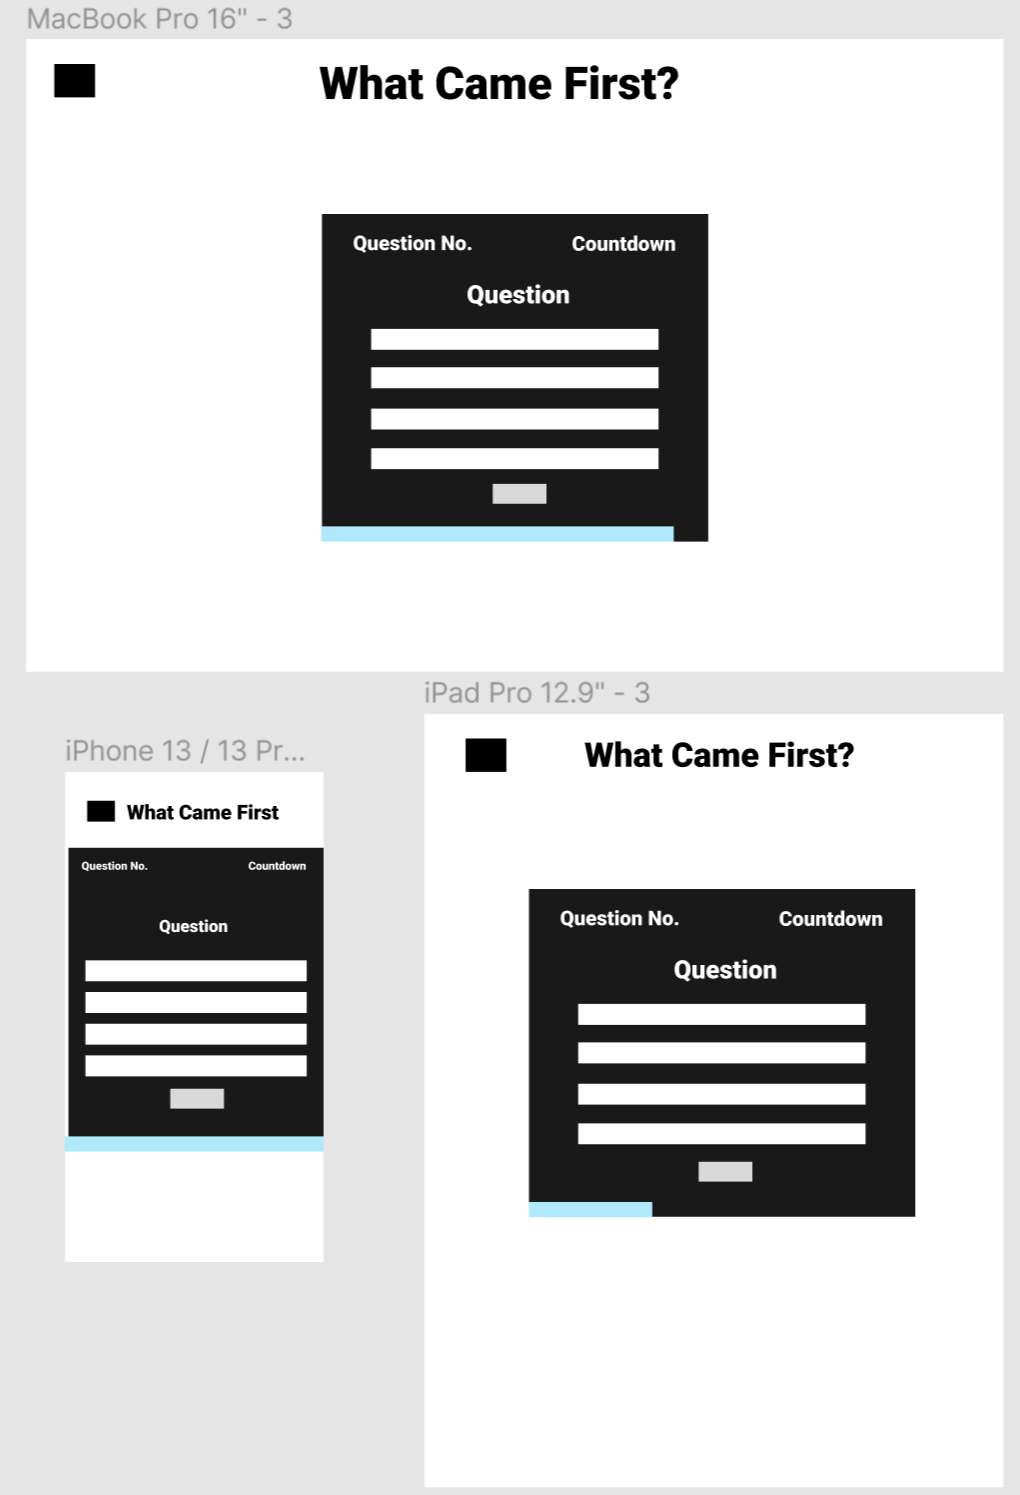 MacBook Pro 16" - 3
What Came First?
Question No.
Countdown
Question
iPhone 13 / 13 Pr...
What Came First
Question No.
Countdown
Question
iPad Pro 12.9" - 3
What Came First?
Question No.
Countdown
Question